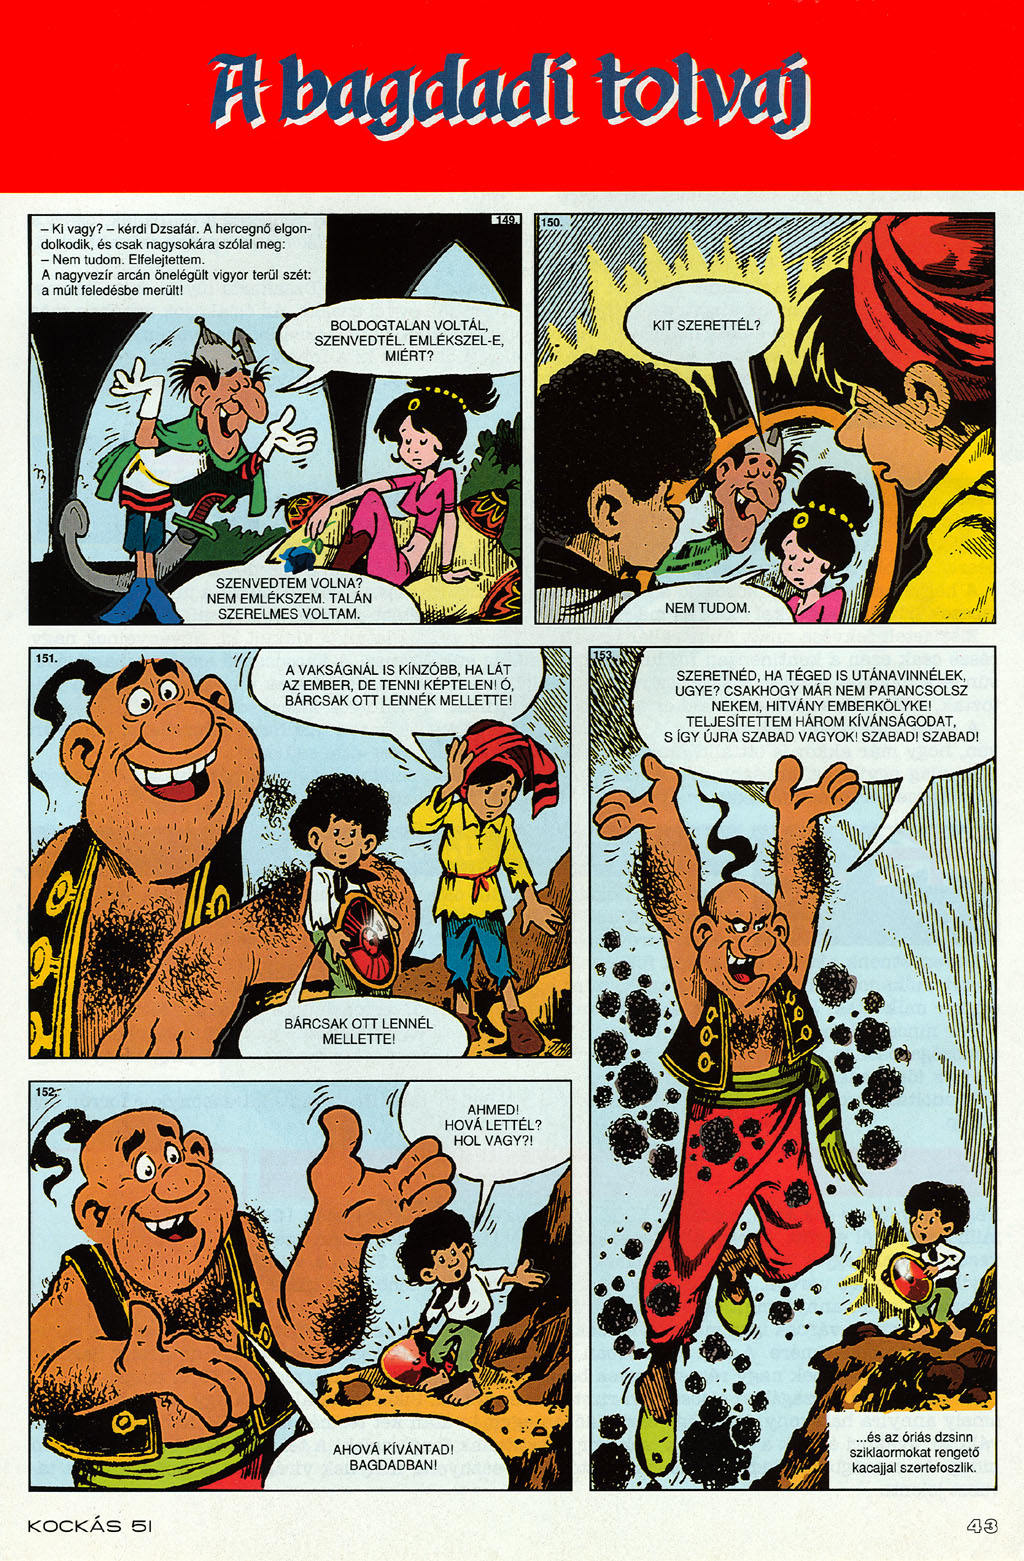 A bagdadi tolvaj
149.
– Ki vagy? – kérdi Dzsafár. A hercegnő elgon-
dolkodik, és csak nagysokára szólal meg:
– Nem tudom. Elfelejtettem.
A nagyvezír arcán önelégült vigyor terül szét:
a múlt feledésbe merült!
BOLDOGTALAN VOLTÁL,
SZENVEDTÉL. EMLÉKSZEL-E,
MIÉRT?
SZENVEDTEM VOLNA?
NEM EMLÉKSZEM. TALÁN
SZERELMES VOLTAM.
150.
KIT SZERETTÉL?
NEM TUDOM.
151.
A VAKSÁGNÁL IS KÍNZÓBB, HA LÁT
AZ EMBER, DE TENNI KÉPTELEN! Ó,
BÁRCSAK OTT LENNÉK MELLETTE!
BÁRCSAK OTT LENNÉL
MELLETTE!
152.
AHMED!
HOVÁ LETTÉL?
HOL VAGY?!
AHOVÁ KÍVÁNTAD!
BAGDADBAN!
153.
SZERETNÉD, HA TÉGED IS UTÁNAVINNÉLEK,
UGYE? CSAKHOGY MÁR NEM PARANCSOLSZ
NEKEM, HITVÁNY EMBERKÖLYKE!
TELJESÍTETTEM HÁROM KÍVÁNSÁGODAT,
S ÍGY ÚJRA SZABAD VAGYOK! SZABAD! SZABAD!
...és az óriás dzsinn
sziklaormokat rengető
kacajjal szertefoszlik.
KOCKÁS 51
43